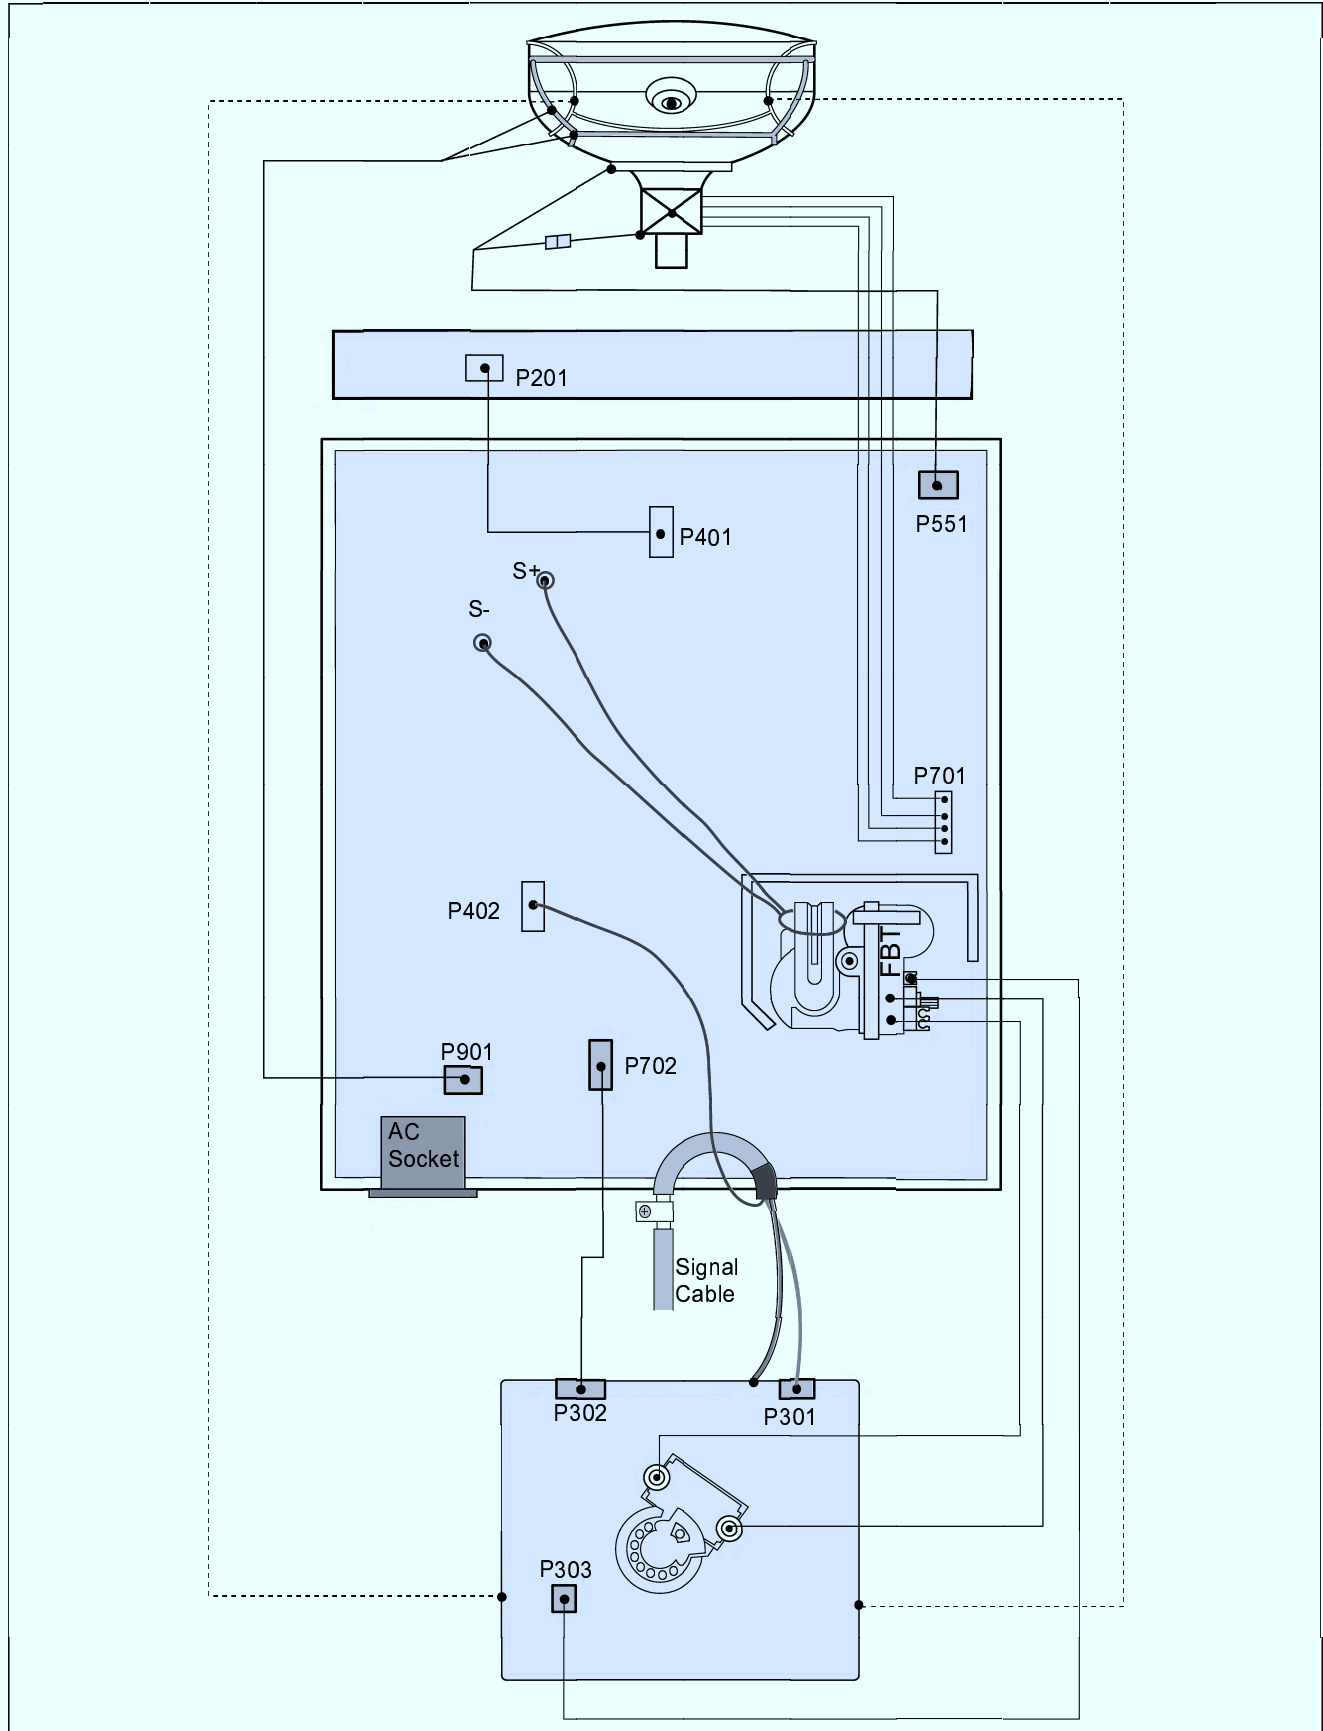 P201
P551
P401
S+
S-
P701
P402
FBT
P901
P702
AC
Socket
Signal
Cable
P302
P301
P303